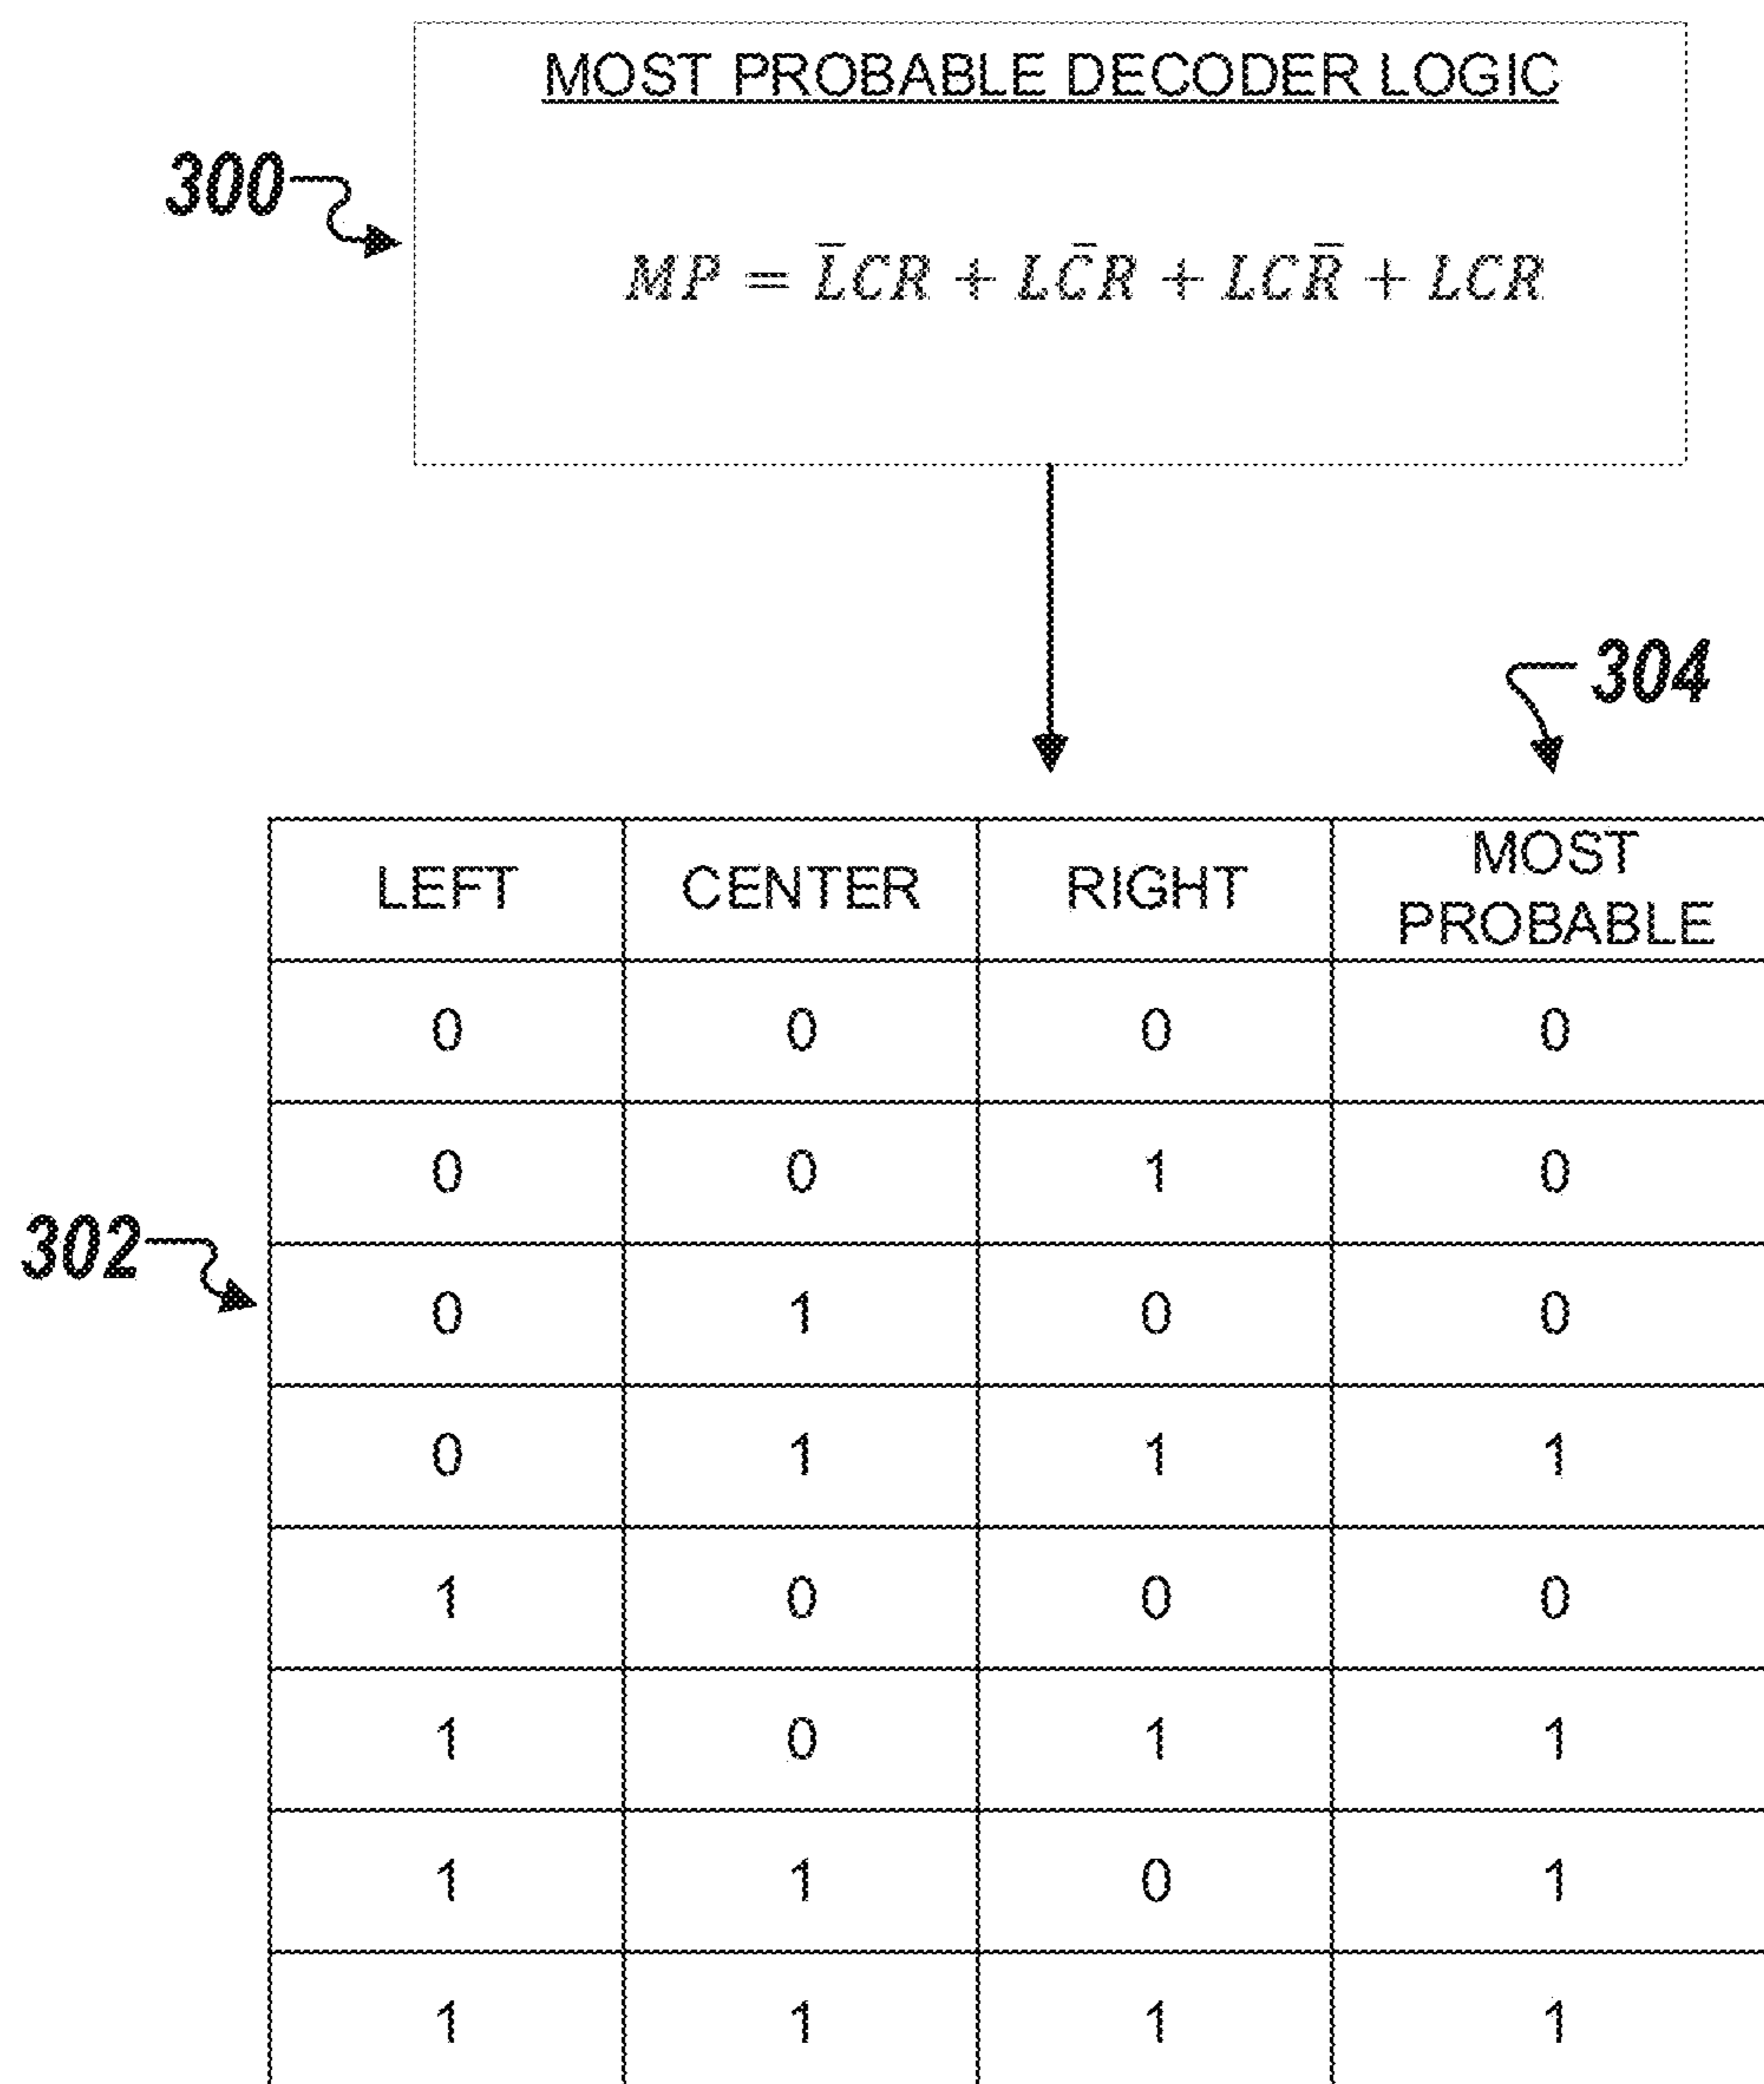 MOST PROBABLE DECODER LOGIC
300
MP = L̅CR + LC̅R + LCR̅ + LCR
304
LEFT CENTER RIGHT MOST PROBABLE
0 0 0 0
0 0 1 0
302
0 1 0 0
0 1 1 1
1 0 0 0
1 0 1 1
1 1 0 1
1 1 1 1